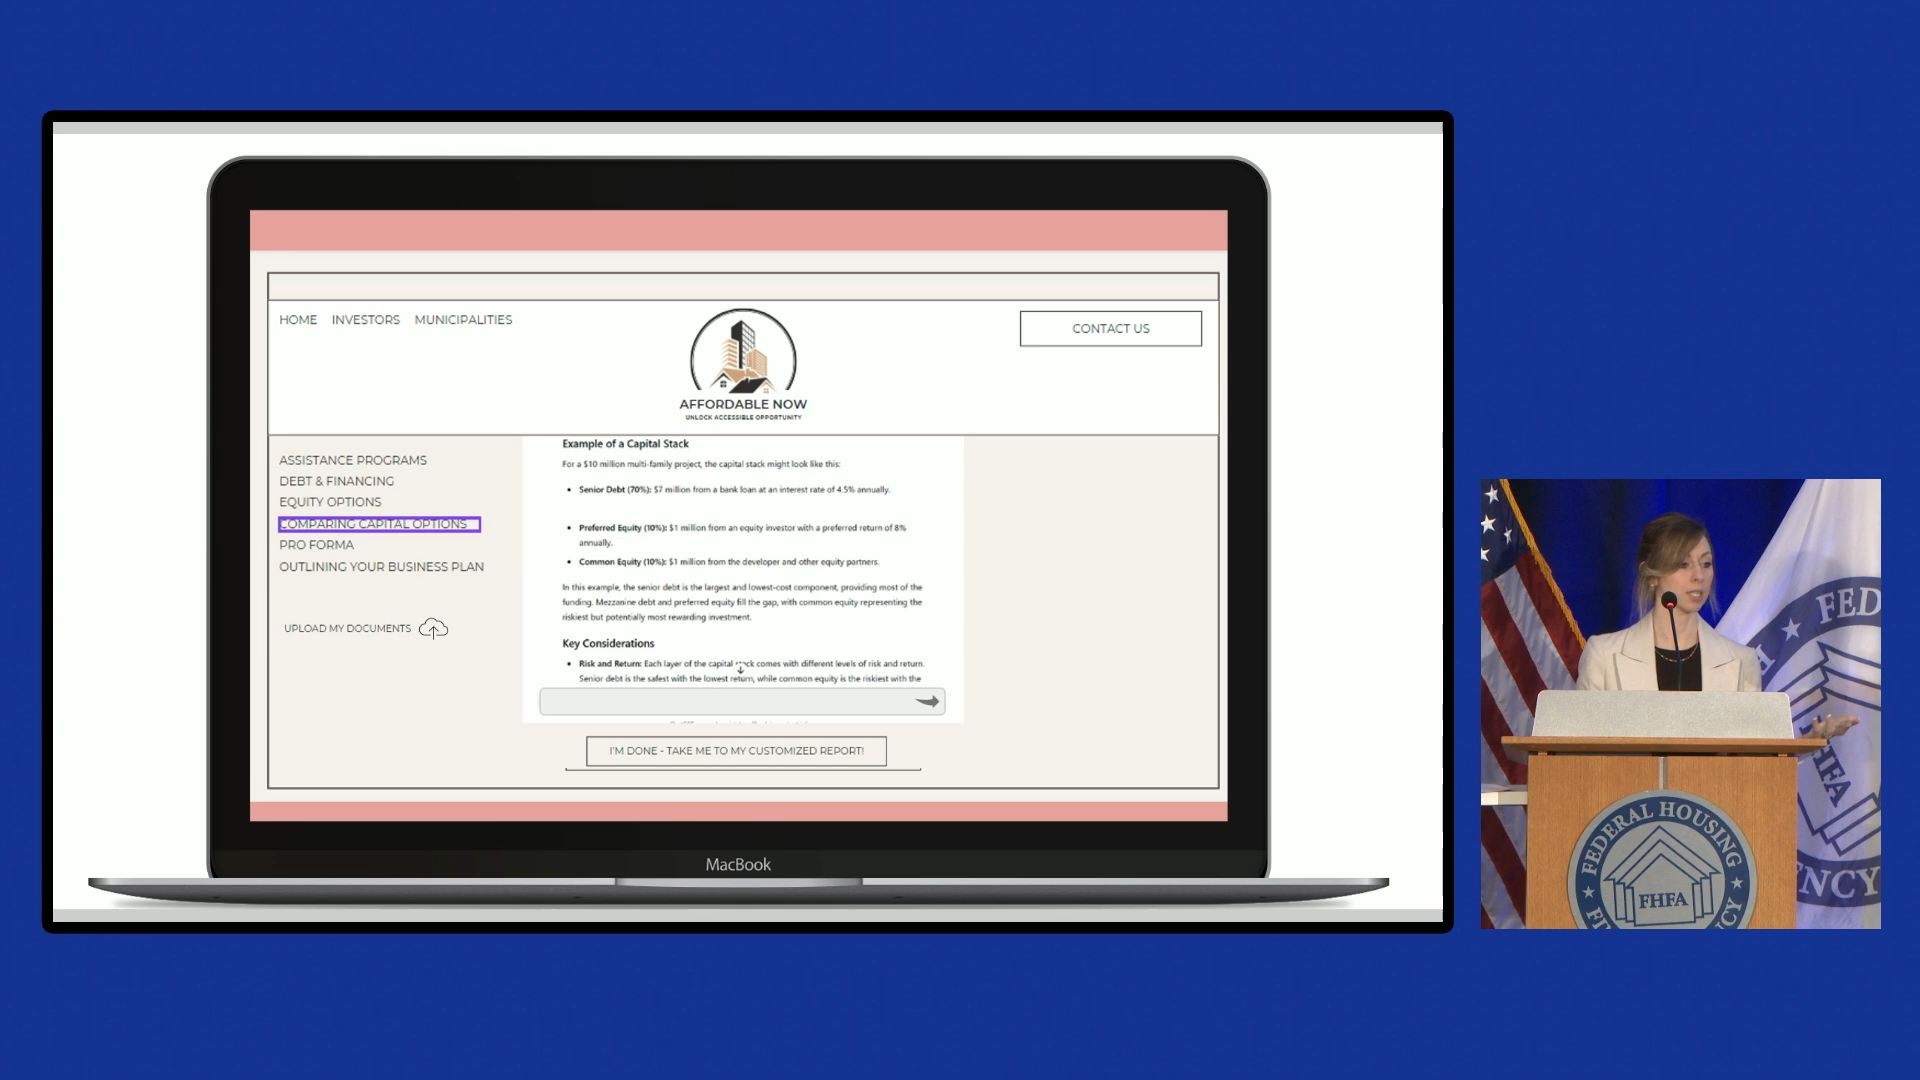 HOME INVESTORS MUNICIPALITIES
CONTACT US
AFFORDABLE NOW
UNLOCK ACCESSIBLE OPPORTUNITY
ASSISTANCE PROGRAMS
DEBT & FINANCING
EQUITY OPTIONS
COMPARING CAPITAL OPTIONS
PRO FORMA
OUTLINING YOUR BUSINESS PLAN
UPLOAD MY DOCUMENTS
Example of a Capital Stack
For a $10 million multi-family project, the capital stack might look like this:
• Senior Debt (70%): $7 million from a bank loan at an interest rate of 4.5% annually.
• Preferred Equity (10%): $1 million from an equity investor with a preferred return of 8%
annually.
• Common Equity (10%): $1 million from the developer and other equity partners.
In this example, the senior debt is the largest and lowest-cost component, providing most of the
funding. Mezzanine debt and preferred equity fill the gap, with common equity representing the
riskiest but potentially most rewarding investment.
Key Considerations
• Risk and Return: Each layer of the capital stack comes with different levels of risk and return.
Senior debt is the safest with the lowest return, while common equity is the riskiest with the
I'M DONE - TAKE ME TO MY CUSTOMIZED REPORT!
MacBook
FED
FHFA
NCY
FEDERAL HOUSING
FHFA